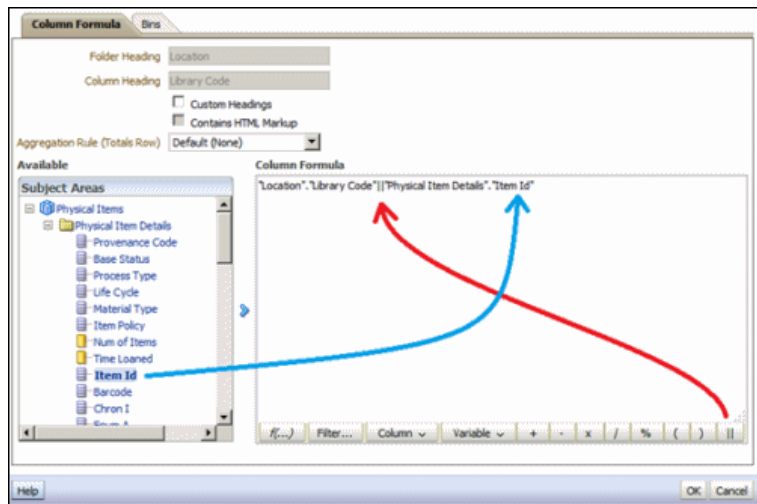 Column Formula Bins
Folder Heading Location
Column Heading Library Code
Custom Headings
Contains HTML Markup
Aggregation Rule (Totals Row) Default (None)
Available Column Formula
Subject Areas
"Location"."Library Code"||"Physical Item Details"."Item Id"
Physical Items
Physical Item Details
Provenance Code
Base Status
Process Type
Life Cycle
Material Type
Item Policy
Num of Items
Time Loaned
Item Id
Barcode
Chron I
Enum A
f(...) Filter... Column Variable + - x / % ( ) ||
Help OK Cancel